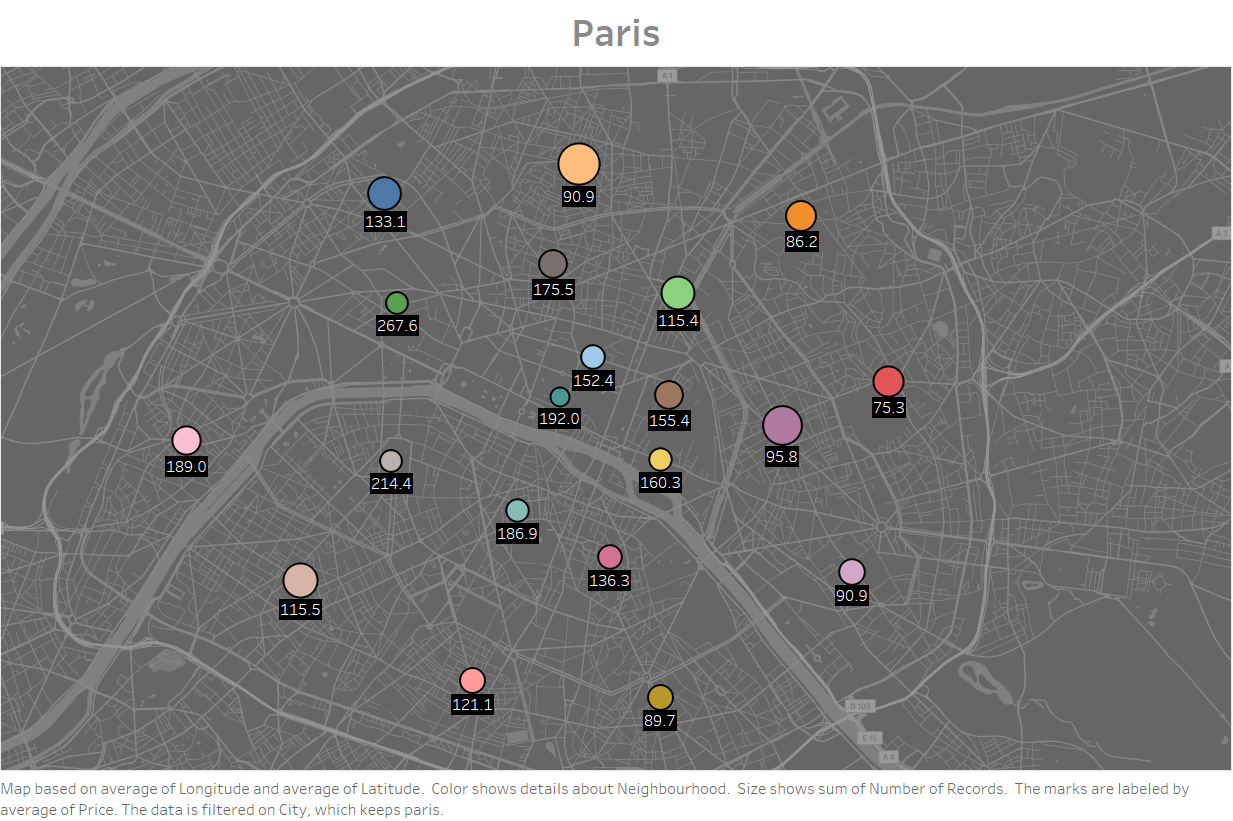 Paris
A 1
90.9
133.1
86.2
A 3
175.5
267.6
115.4
152.4
A
75.3
192.0
155.4
95.8
189.0
214.4
160.3
186.9
136.3
90.9
115.5
121.1
89.7
D 103
E 15
A 4
Map based on average of Longitude and average of Latitude.  Color shows details about Neighbourhood.  Size shows sum of Number of Records.  The marks are labeled by
average of Price. The data is filtered on City, which keeps paris.